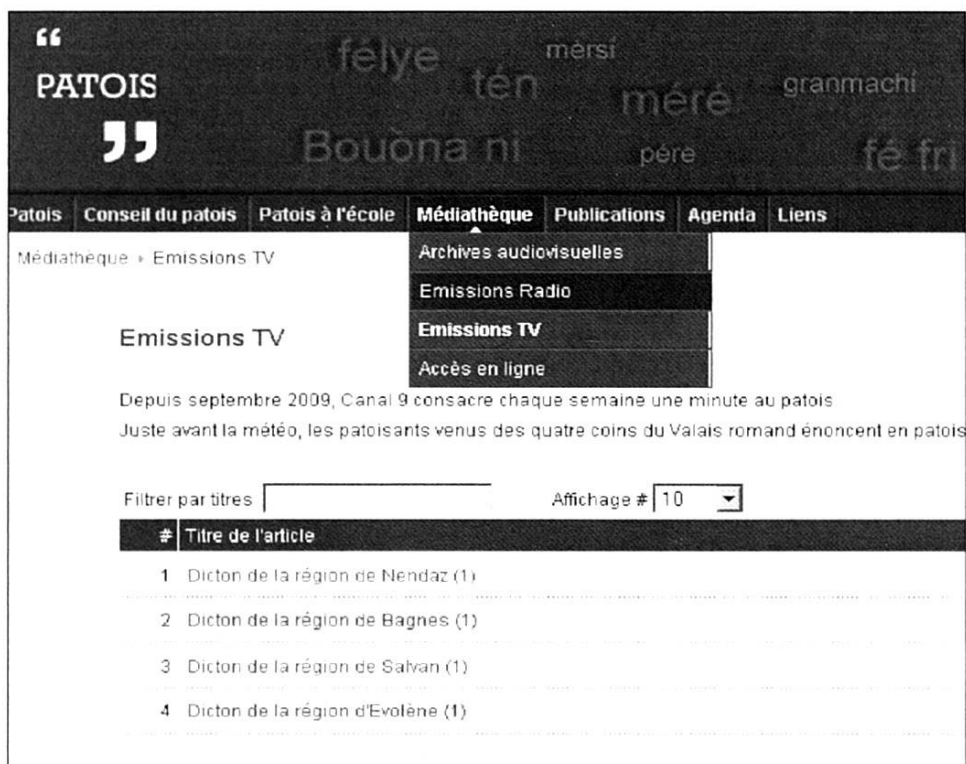 “
PATOIS
”
félye
mèrsí
tén
méré
granmachí
Bouòna ni
pére
fé fri
Patois Conseil du patois Patois à l'école Médiathèque Publications Agenda Liens
Archives audiovisuelles
Emissions Radio
Emissions TV
Accès en ligne
Médiathèque Emissions TV
Emissions TV
Depuis septembre 2009, Canal 9 consacre chaque semaine une minute au patois
Juste avant la météo, les patoisants venus des quatre coins du Valais romand énoncent en patois
Filtrer par titres Affichage # 10
# Titre de l'article
1 Dicton de la région de Nendaz (1)
2 Dicton de la région de Bagnes (1)
3 Dicton de la région de Salvan (1)
4 Dicton de la région d'Evolène (1)